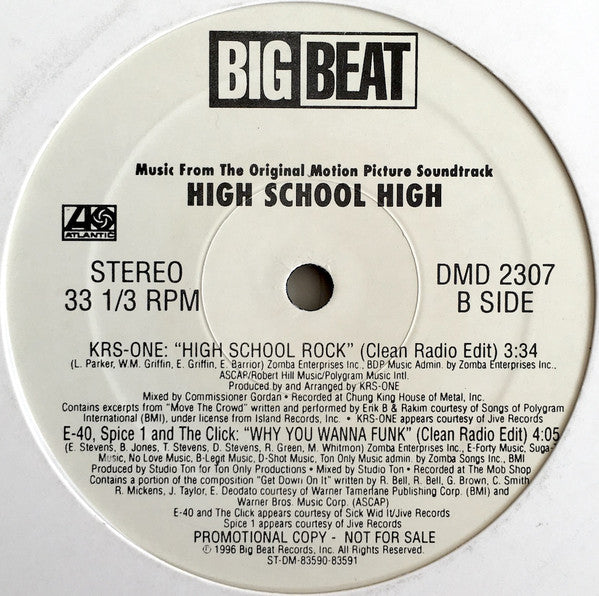 BIG BEAT
Music From The Original Motion Picture Soundtrack
HIGH SCHOOL HIGH
ATLANTIC
STEREO
33 1/3 RPM
DMD 2307
B SIDE
KRS-ONE: “HIGH SCHOOL ROCK” (Clean Radio Edit) 3:34
(L. Parker, W.M. Griffin, E. Griffin, E. Barrior) Zomba Enterprises Inc., BDP Music Admin. by Zomba Enterprises Inc.,
ASCAP/Robert Hill Music/Polygram Music Intl.
Produced by and Arranged by KRS-ONE
Mixed by Commissioner Gordan • Recorded at Chung King House of Metal, Inc.
Contains excerpts from “Move The Crowd” written and performed by Erik B & Rakim courtesy of Songs of Polygram
International (BMI), under license from Island Records, Inc. • KRS-ONE appears courtesy of Jive Records
E-40, Spice 1 and The Click: “WHY YOU WANNA FUNK” (Clean Radio Edit) 4:05
(E. Stevens, B. Jones, T. Stevens, D. Stevens, R. Green, M. Whitmon) Zomba Enterprises Inc., E-Forty Music, Suga-
Music, No Love Music, B-Legit Music, D-Shot Music, Ton Only Music admin by Zomba Songs Inc., BMI
Produced by Studio Ton for Ton Only Productions • Mixed by Studio Ton • Recorded at The Mob Shop
Contains a portion of the composition “Get Down On It” written by R. Bell, R. Bell, G. Brown, C. Smith
R. Mickens, J. Taylor, E. Deodato courtesy of Warner Tamerlane Publishing Corp. (BMI) and
Warner Bros. Music Corp. (ASCAP)
E-40 and The Click appears courtesy of Sick Wid It/Jive Records
Spice 1 appears courtesy of Jive Records
PROMOTIONAL COPY - NOT FOR SALE
℗ 1996 Big Beat Records, Inc. All Rights Reserved.
ST-DM-83590-83591